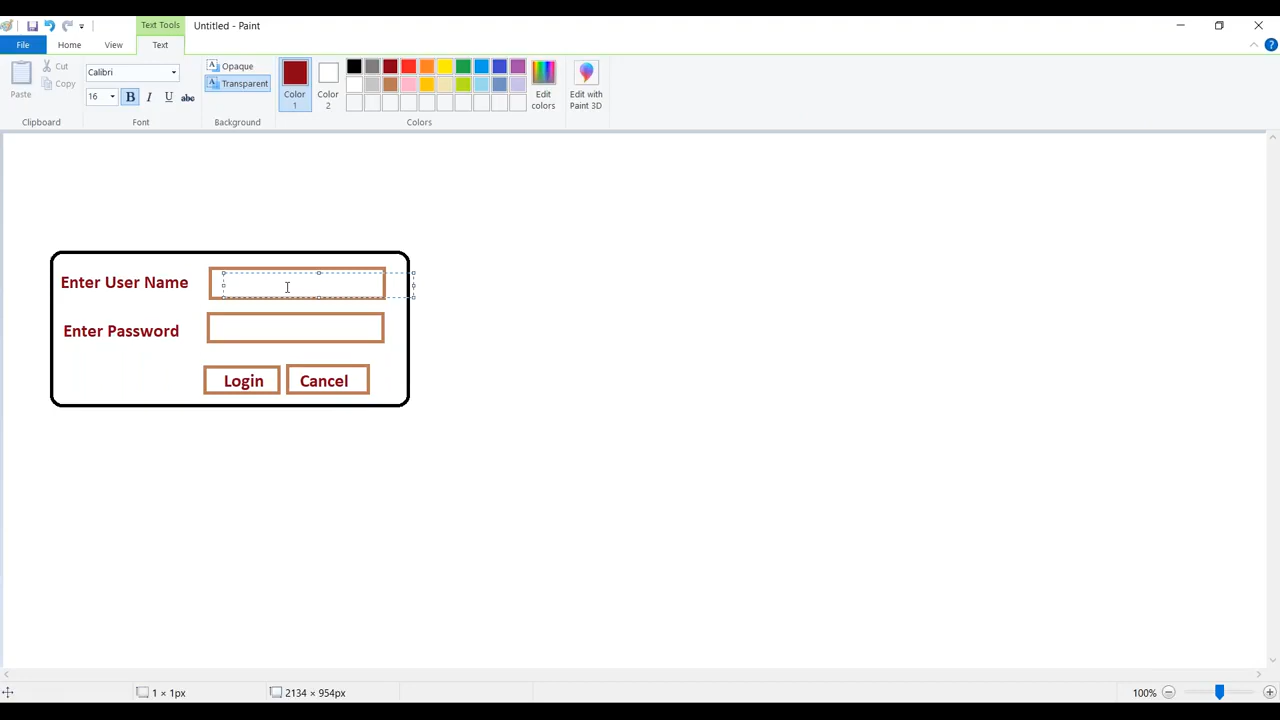 Text Tools
Untitled - Paint
File
Home
View
Text
Paste
Cut
Copy
Clipboard
Calibri
16
B
I
U
abc
Font
Opaque
Transparent
Background
Color
1
Color
2
Edit
colors
Colors
Edit with
Paint 3D
Enter User Name
Enter Password
Login
Cancel
1 × 1px
2134 × 954px
100%